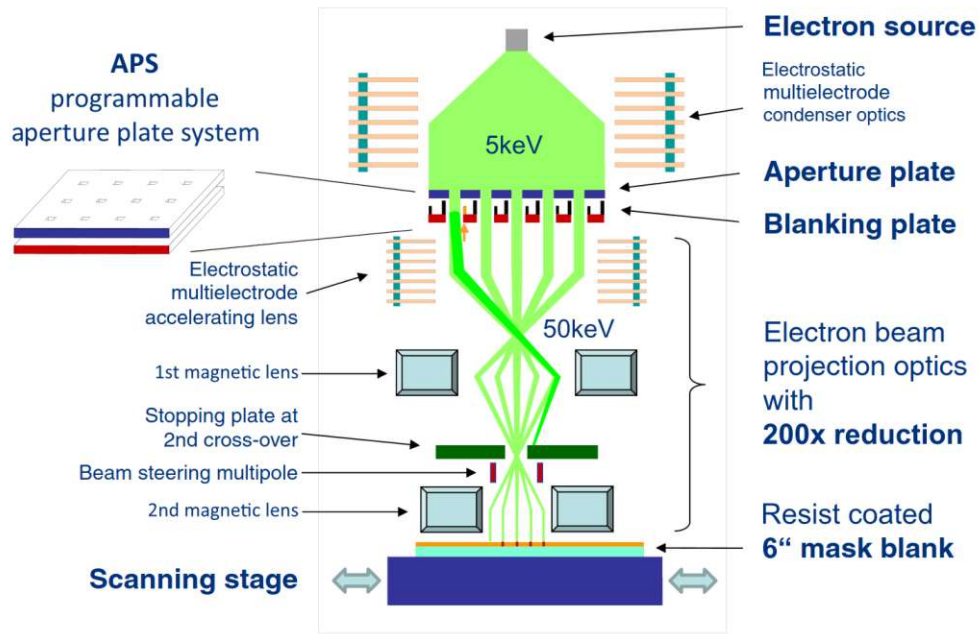 APS
programmable
aperture plate system
Electron source
Electrostatic
multielectrode
condenser optics
5keV
Aperture plate
Blanking plate
Electrostatic
multielectrode
accelerating lens
50keV
1st magnetic lens
Stopping plate at
2nd cross-over
Beam steering multipole
2nd magnetic lens
Electron beam
projection optics
with
200x reduction
Resist coated
6“ mask blank
Scanning stage